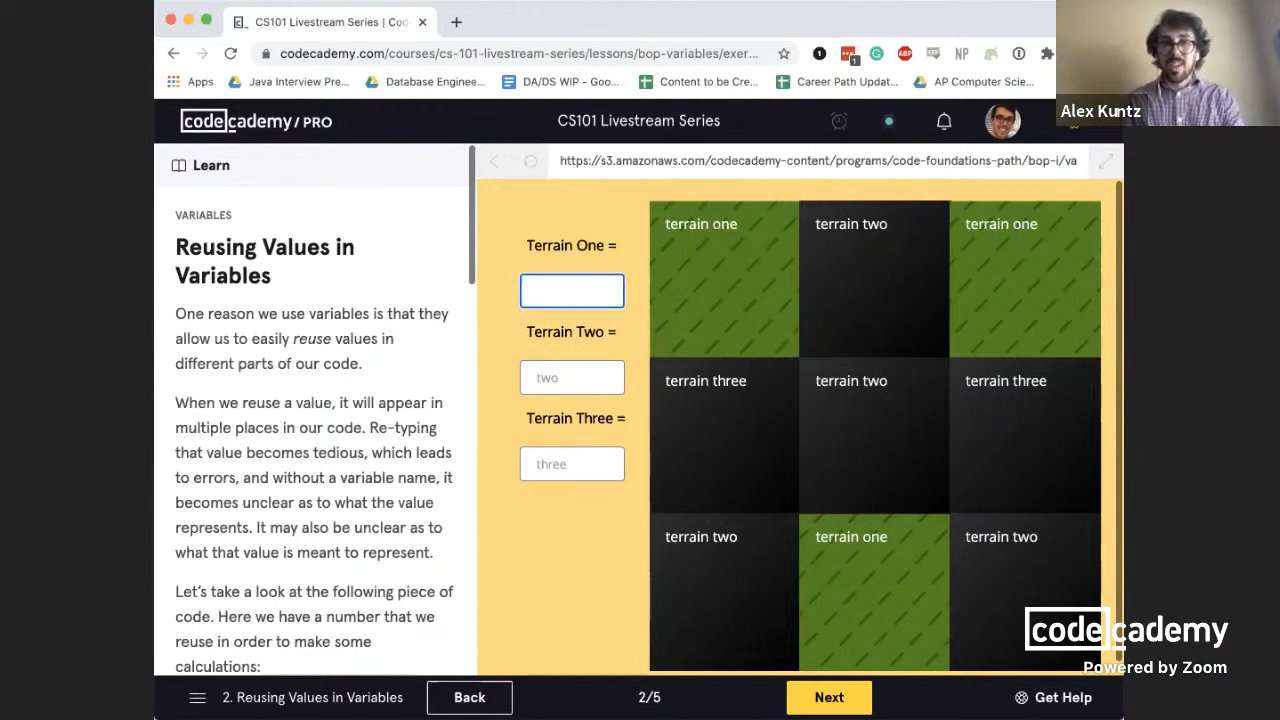 CS101 Livestream Series | Cod
codecademy.com/courses/cs-101-livestream-series/lessons/bop-variables/exer...
Apps
Java Interview Pre...
Database Enginee...
DA/DS WIP - Goo...
Content to be Cre...
Career Path Updat...
AP Computer Scie...
Alex Kuntz
codecademy / PRO
CS101 Livestream Series
Learn
https://s3.amazonaws.com/codecademy-content/programs/code-foundations-path/bop-i/va
VARIABLES
Reusing Values in
Variables
One reason we use variables is that they
allow us to easily reuse values in
different parts of our code.
When we reuse a value, it will appear in
multiple places in our code. Re-typing
that value becomes tedious, which leads
to errors, and without a variable name, it
becomes unclear as to what the value
represents. It may also be unclear as to
what that value is meant to represent.
Let's take a look at the following piece of
code. Here we have a number that we
reuse in order to make some
calculations:
Terrain One =
Terrain Two =
two
Terrain Three =
three
terrain one
terrain two
terrain one
terrain three
terrain two
terrain three
terrain two
terrain one
terrain two
codecademy
Powered by Zoom
2. Reusing Values in Variables
Back
2/5
Next
Get Help